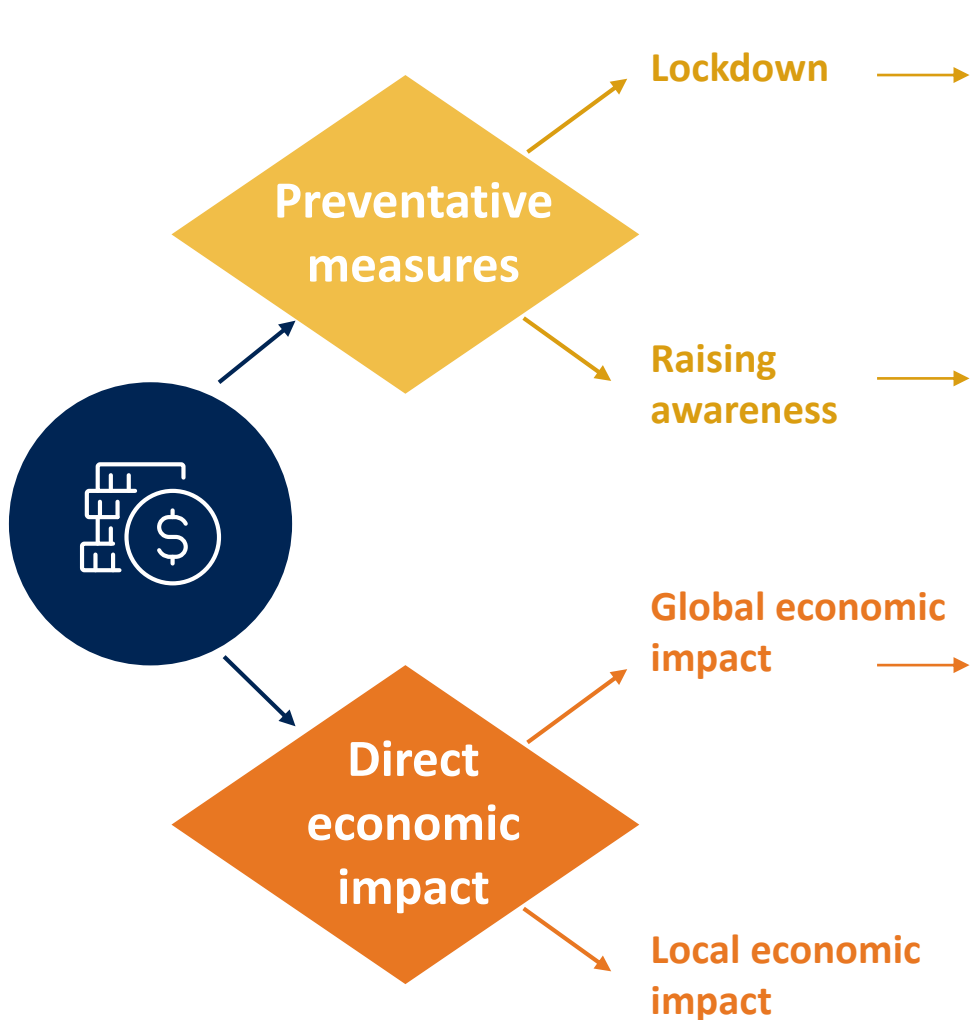 Lockdown
Preventative
measures
Raising
awareness
$
Global economic
impact
Direct
economic
impact
Local economic
impact